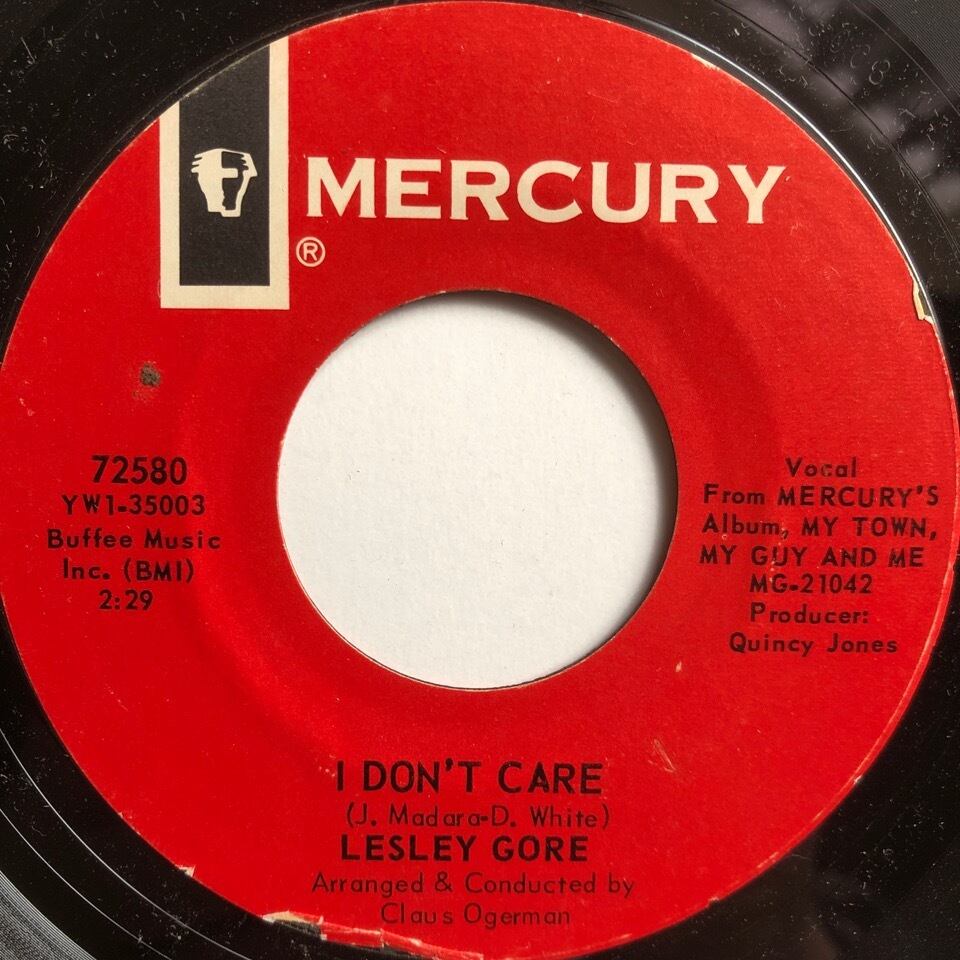 MERCURY
®
72580
YW1-35003
Buffee Music
Inc. (BMI)
2:29
Vocal
From MERCURY'S
Album, MY TOWN,
MY GUY AND ME
MG-21042
Producer:
Quincy Jones
I DON'T CARE
(J. Madara-D. White)
LESLEY GORE
Arranged & Conducted by
Claus Ogerman